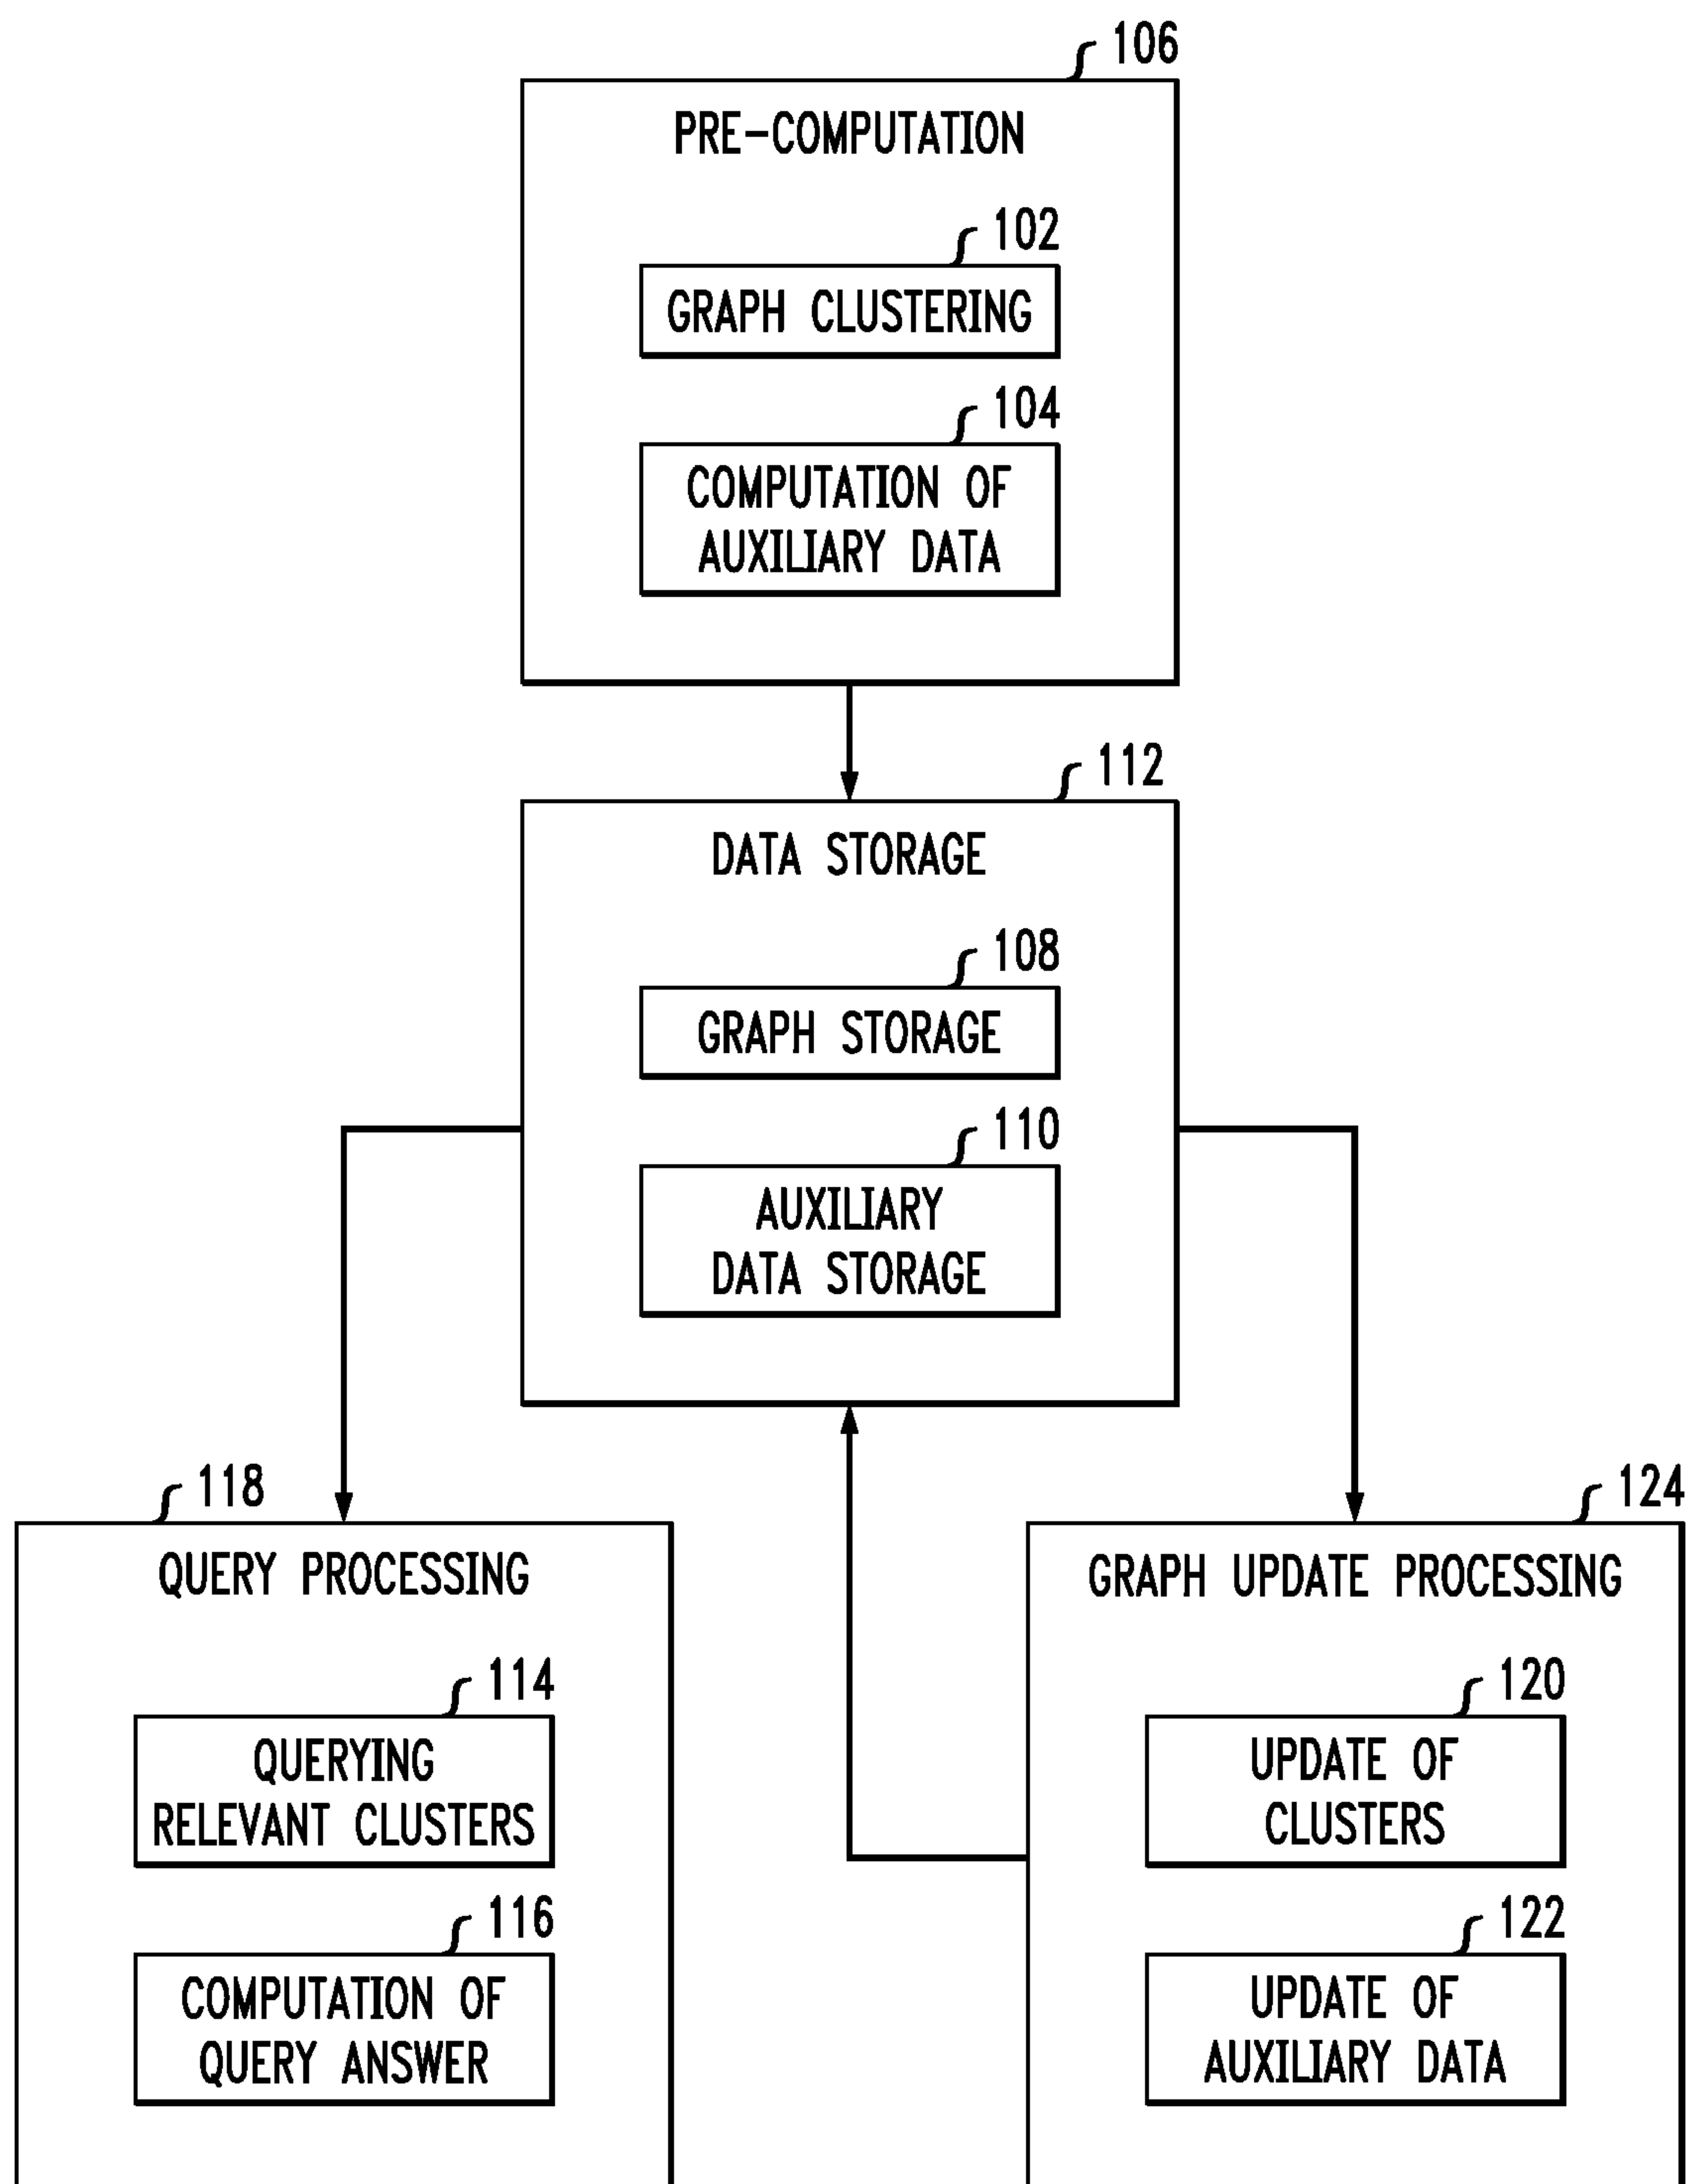 106
PRE-COMPUTATION
102
GRAPH CLUSTERING
104
COMPUTATION OF
AUXILIARY DATA
112
DATA STORAGE
108
GRAPH STORAGE
110
AUXILIARY
DATA STORAGE
118
QUERY PROCESSING
114
QUERYING
RELEVANT CLUSTERS
116
COMPUTATION OF
QUERY ANSWER
124
GRAPH UPDATE PROCESSING
120
UPDATE OF
CLUSTERS
122
UPDATE OF
AUXILIARY DATA